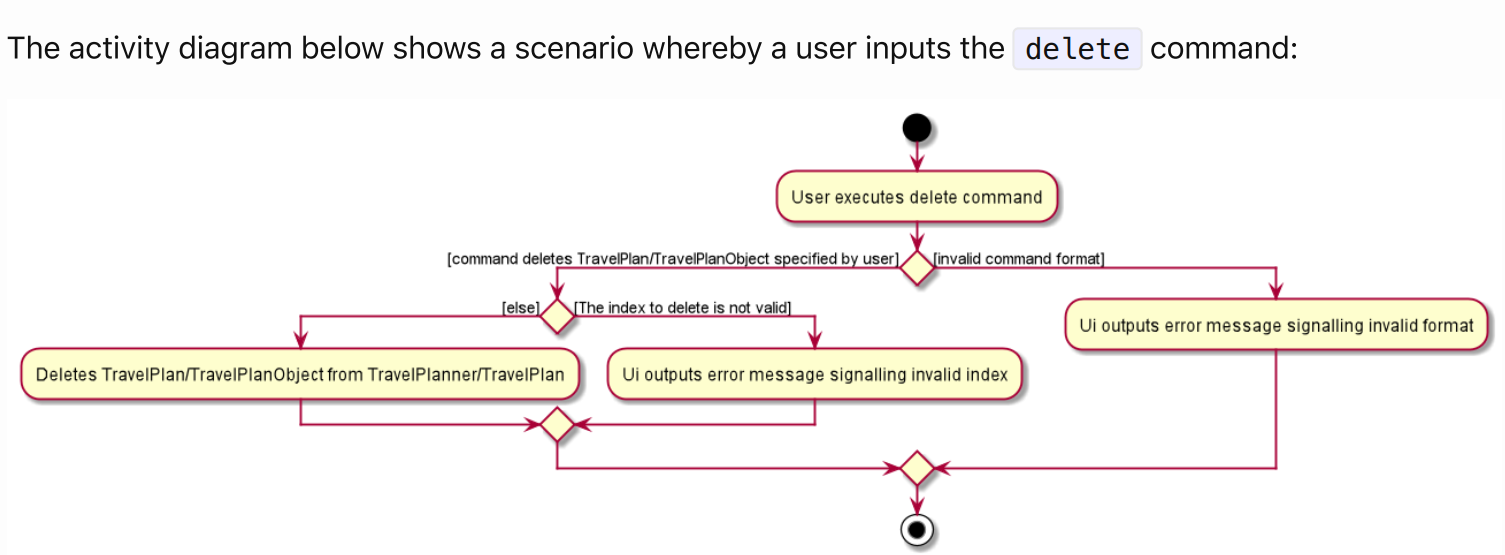 The activity diagram below shows a scenario whereby a user inputs the delete command:
User executes delete command
[command deletes TravelPlan/TravelPlanObject specified by user]
[invalid command format]
[else]
[The index to delete is not valid]
Ui outputs error message signalling invalid format
Deletes TravelPlan/TravelPlanObject from TravelPlanner/TravelPlan
Ui outputs error message signalling invalid index